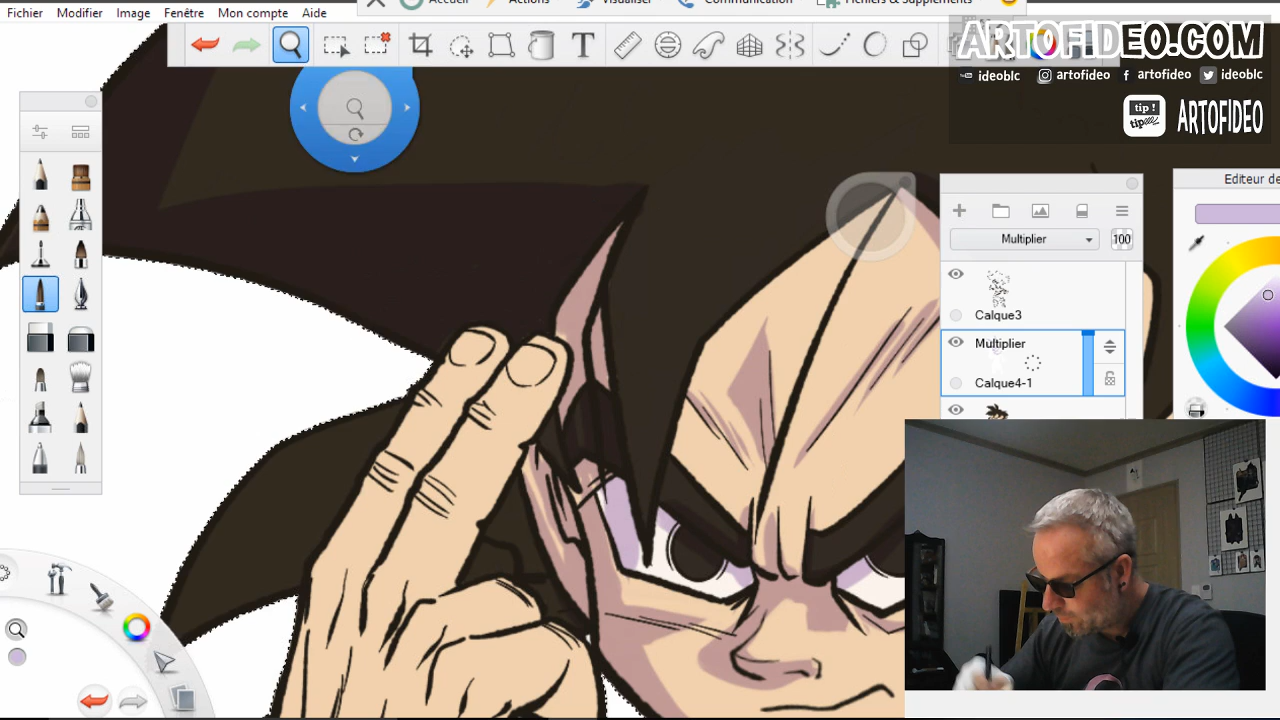 Accueil Actions Visualiser Communication Fichiers & Suppléments
Fichier Modifier Image Fenêtre Mon compte Aide
ARTOFIDEO.COM
ideoblc artofideo artofideo ideoblc
tip !
tip
ARTOFIDEO
Editeur de
Multiplier 100
Calque3
Multiplier
Calque4-1